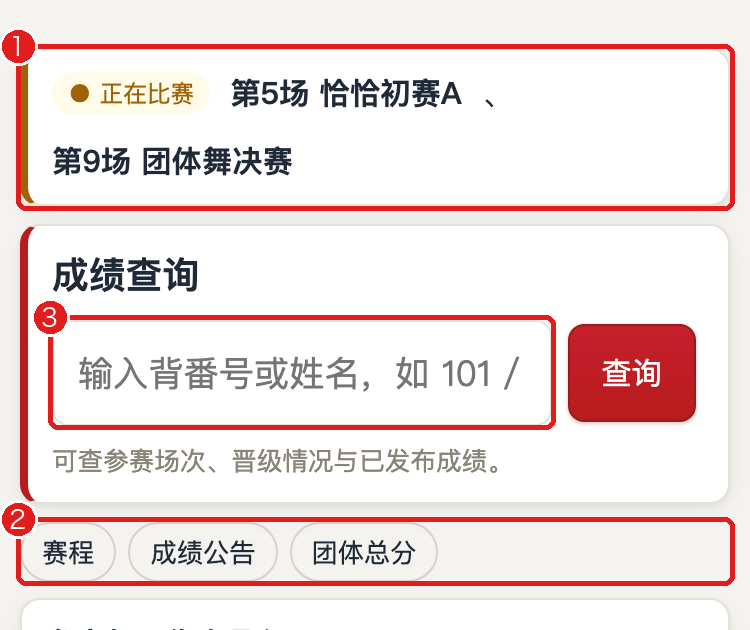 1
正在比赛 第5场 恰恰初赛A 、
第9场 团体舞决赛
成绩查询
3
输入背番号或姓名，如 101 /
查询
可查参赛场次、晋级情况与已发布成绩。
2
赛程 成绩公告 团体总分